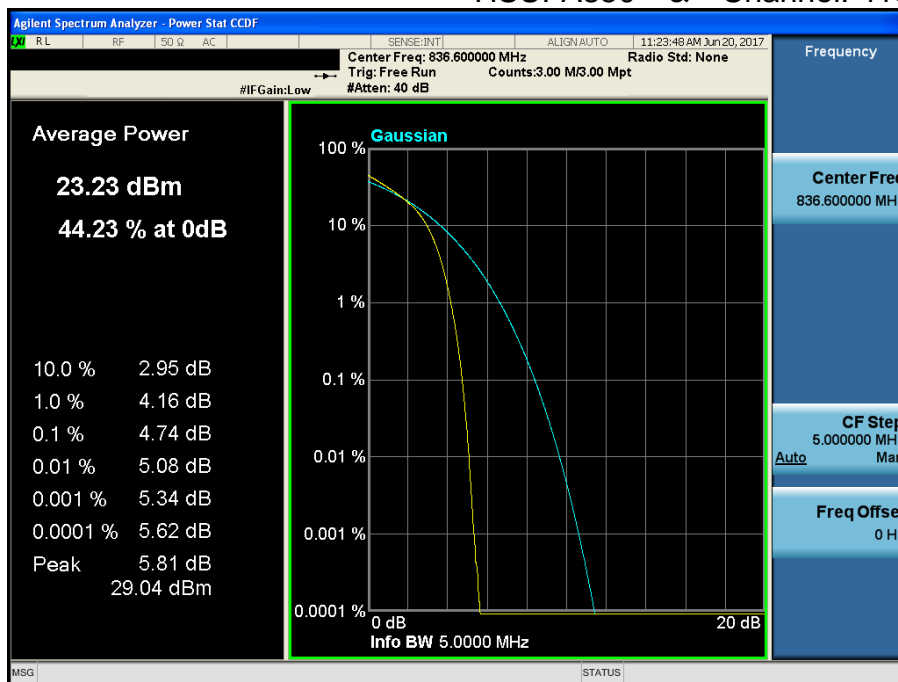 Agilent Spectrum Analyzer - Power Stat CCDF
LXI RL RF 50 Ω AC SENSE:INT ALIGN AUTO 11:23:48 AM Jun 20, 2017
Center Freq: 836.600000 MHz Radio Std: None
Trig: Free Run Counts:3.00 M/3.00 Mpt
#IFGain:Low #Atten: 40 dB
Average Power
23.23 dBm
44.23 % at 0dB
10.0 % 2.95 dB
1.0 % 4.16 dB
0.1 % 4.74 dB
0.01 % 5.08 dB
0.001 % 5.34 dB
0.0001 % 5.62 dB
Peak 5.81 dB
29.04 dBm
Gaussian
100 %
10 %
1 %
0.1 %
0.01 %
0.001 %
0.0001 %
0 dB 20 dB
Info BW 5.0000 MHz
Frequency
Center Fre
836.600000 MH
CF Step
5.000000 MH
Auto Ma
Freq Offse
0 H
MSG STATUS